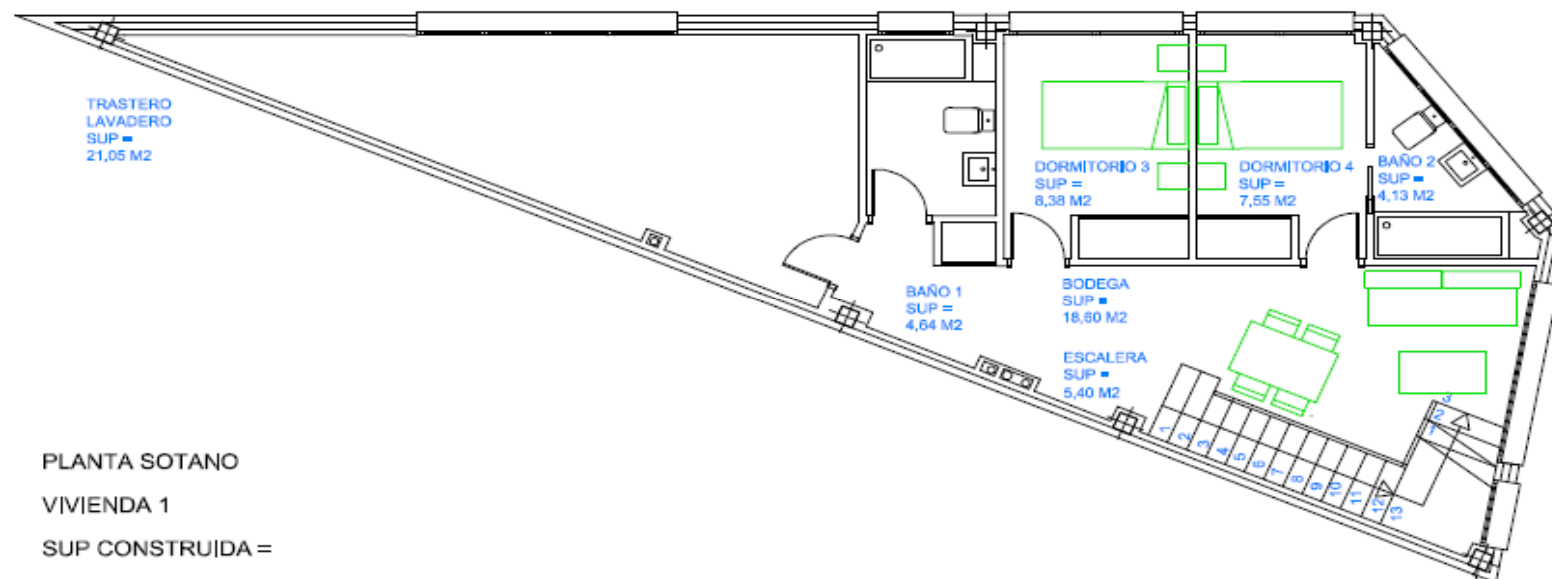 TRASTERO
LAVADERO
SUP =
21,05 M2
DORMITORIO 3
SUP =
8,38 M2
DORMITORIO 4
SUP =
7,55 M2
BAÑO 2
SUP =
4,13 M2
BAÑO 1
SUP =
4,64 M2
BODEGA
SUP =
18,60 M2
ESCALERA
SUP =
5,40 M2
1
2
3
4
5
6
7
8
9
10
11
12
13
3
2
1
PLANTA SOTANO
VIVIENDA 1
SUP CONSTRUIDA =